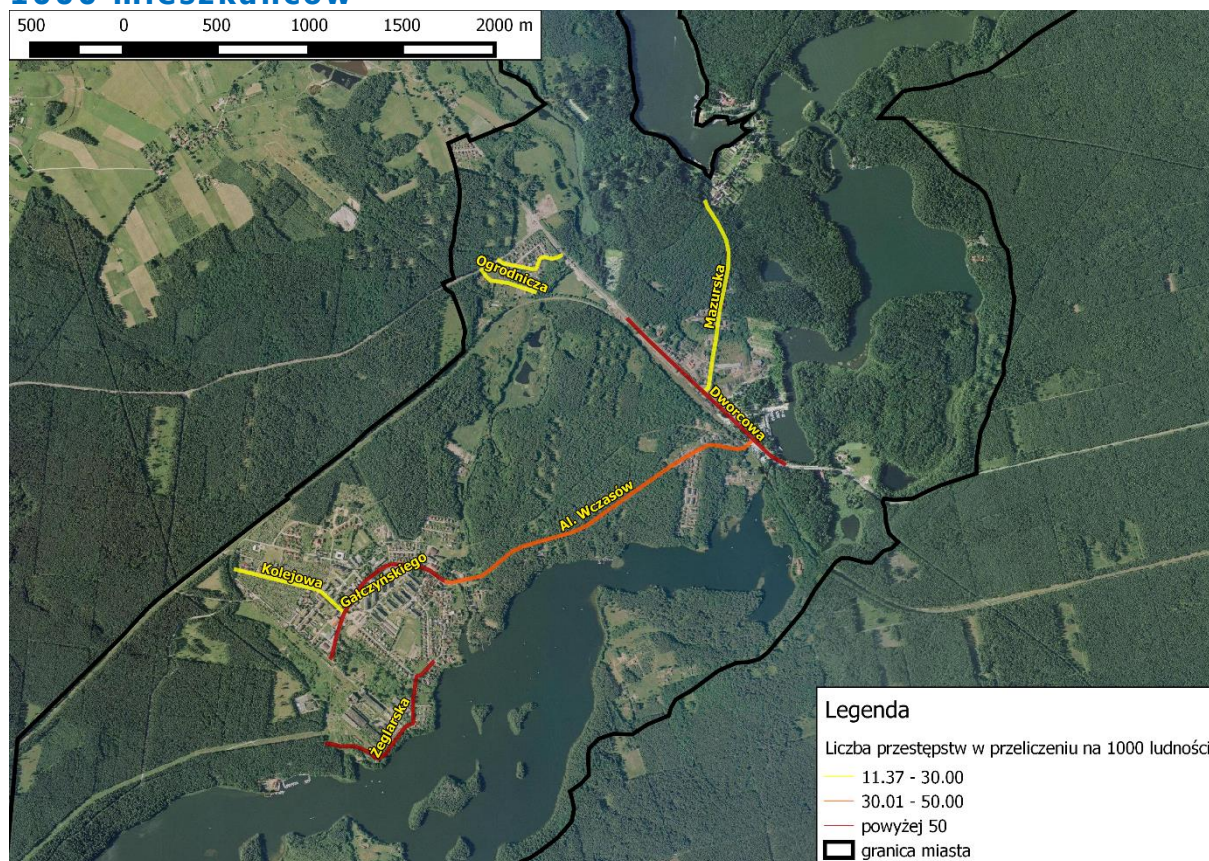 1000 mieszkańców
500 0 500 1000 1500 2000 m
Ogrodnicza
Mazurska
Dworcowa
Al. Wczasów
Kolejowa
Gałczyńskiego
Żeglarska
Legenda
Liczba przestępstw w przeliczeniu na 1000 ludności
11.37 - 30.00
30.01 - 50.00
powyżej 50
granica miasta